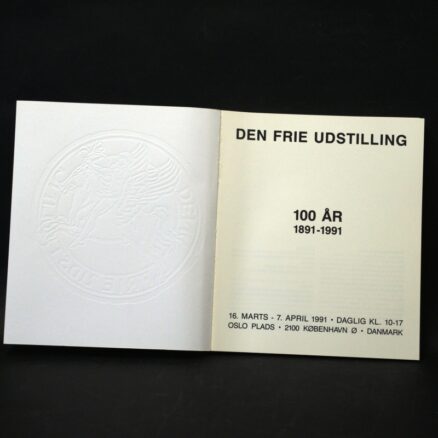 DEN FRIE UDSTILLING
100 ÅR
1891-1991
16. MARTS - 7. APRIL 1991 · DAGLIG KL. 10-17
OSLO PLADS · 2100 KØBENHAVN Ø · DANMARK